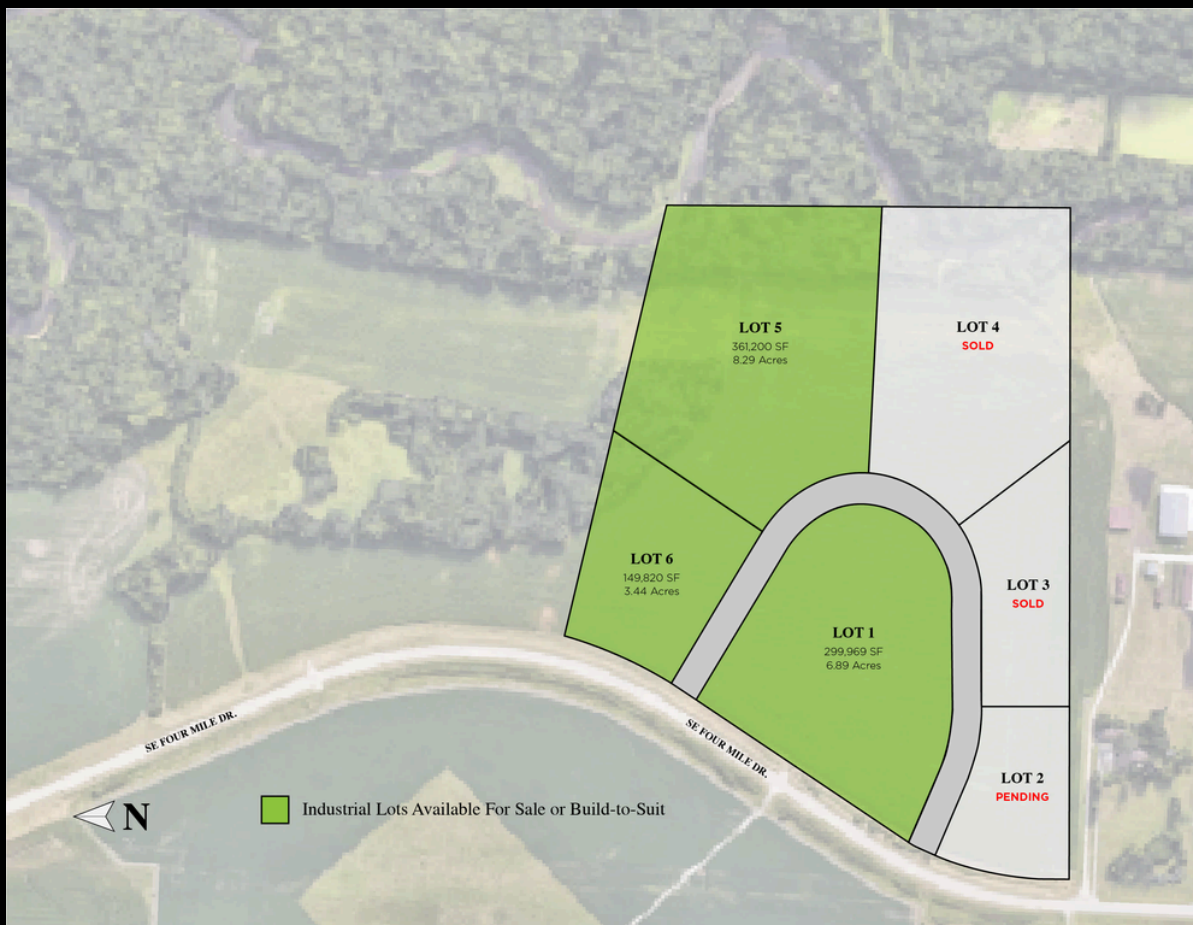 LOT 5
361,200 SF
8.29 Acres
LOT 4
SOLD
LOT 6
149,820 SF
3.44 Acres
LOT 3
SOLD
LOT 1
299,969 SF
6.89 Acres
SE FOUR MILE DR.
SE FOUR MILE DR.
LOT 2
PENDING
N
Industrial Lots Available For Sale or Build-to-Suit